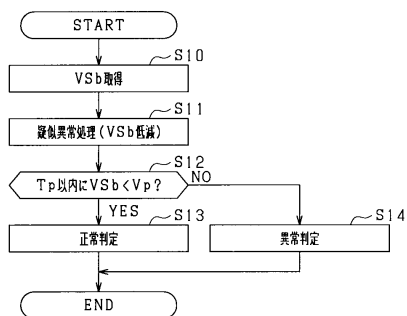 START
S10
VSb取得
S11
疑似異常処理(VSb低減)
S12
Tp以内にVSb<Vp?
NO
YES
S13
正常判定
S14
異常判定
END